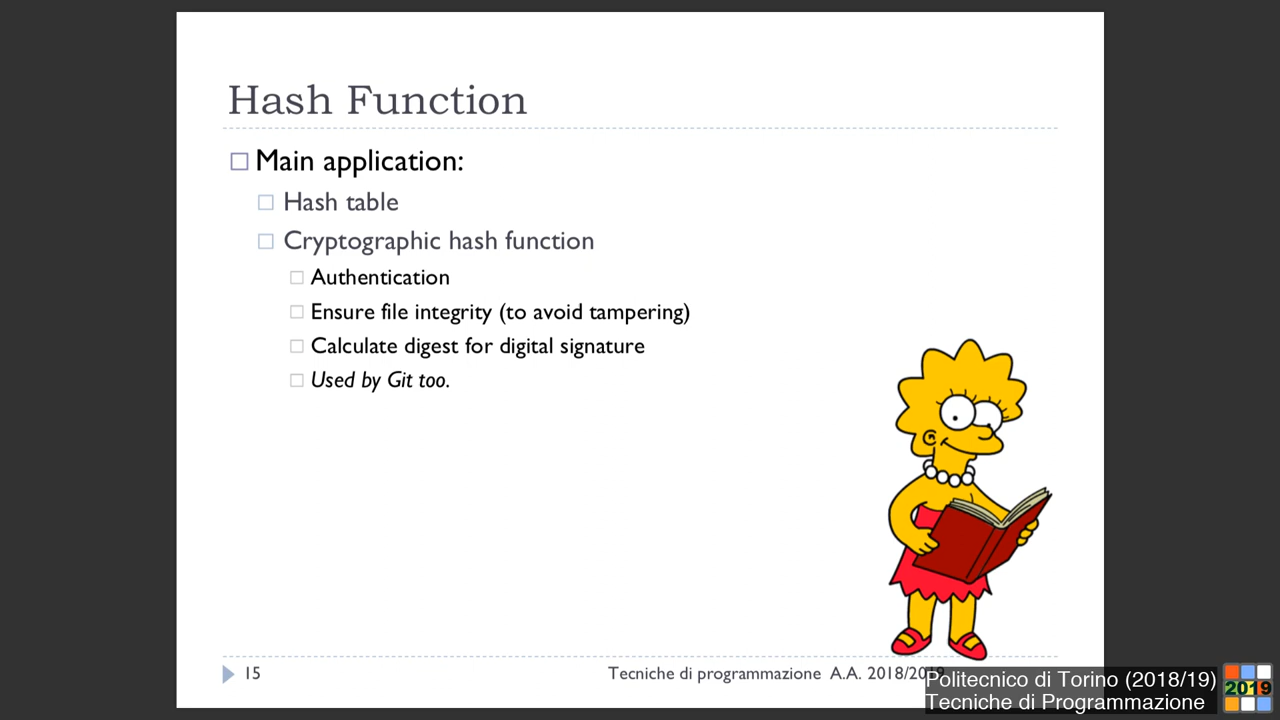 Hash Function
Main application:
Hash table
Cryptographic hash function
Authentication
Ensure file integrity (to avoid tampering)
Calculate digest for digital signature
Used by Git too.
15
Tecniche di programmazione A.A. 2018/2019
Politecnico di Torino (2018/19)
Tecniche di Programmazione
2019